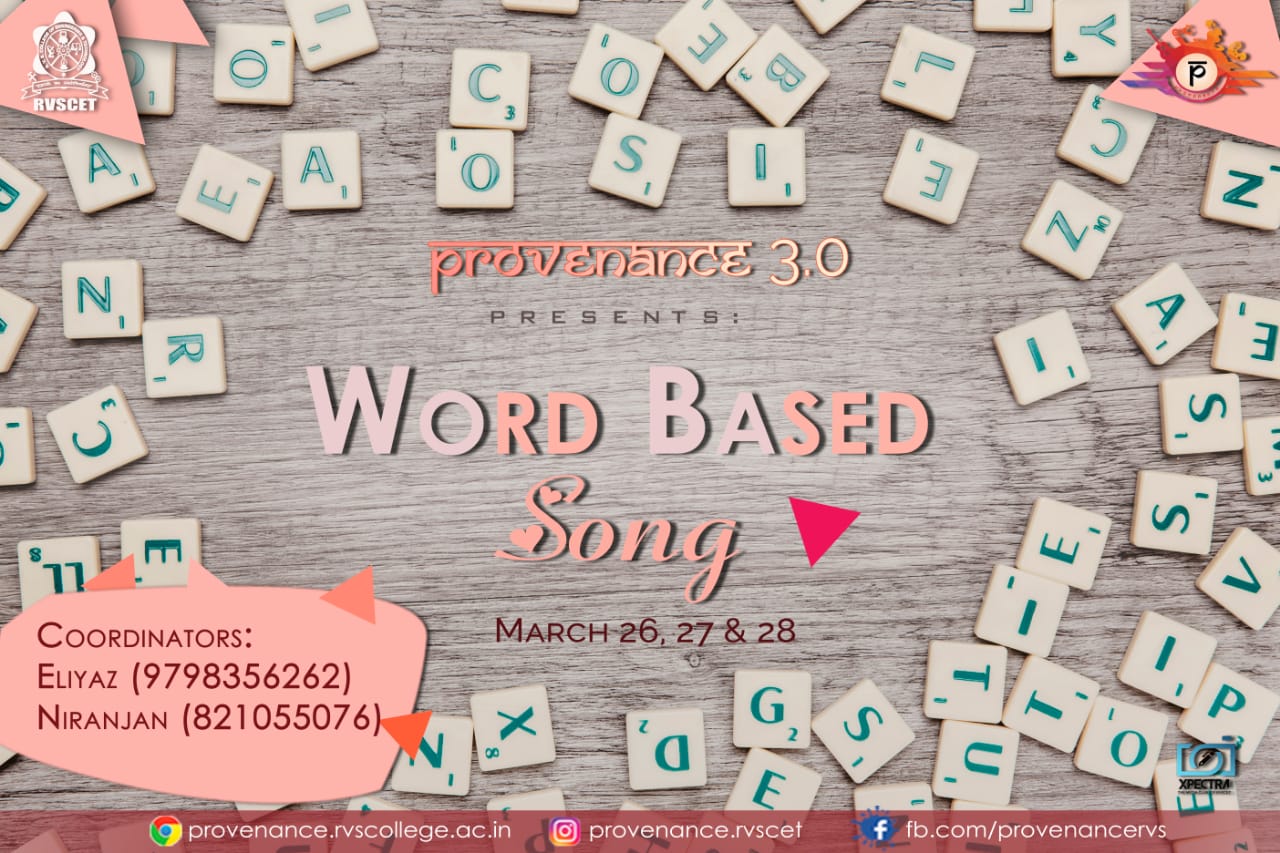 RVSCET
Provenance 3.0
PRESENTS:
WORD BASED
Song
MARCH 26, 27 & 28
COORDINATORS:
ELIYAZ (9798356262)
NIRANJAN (821055076)
XPECTRA
provenance.rvscollege.ac.in
provenance.rvscet
fb.com/provenancervs